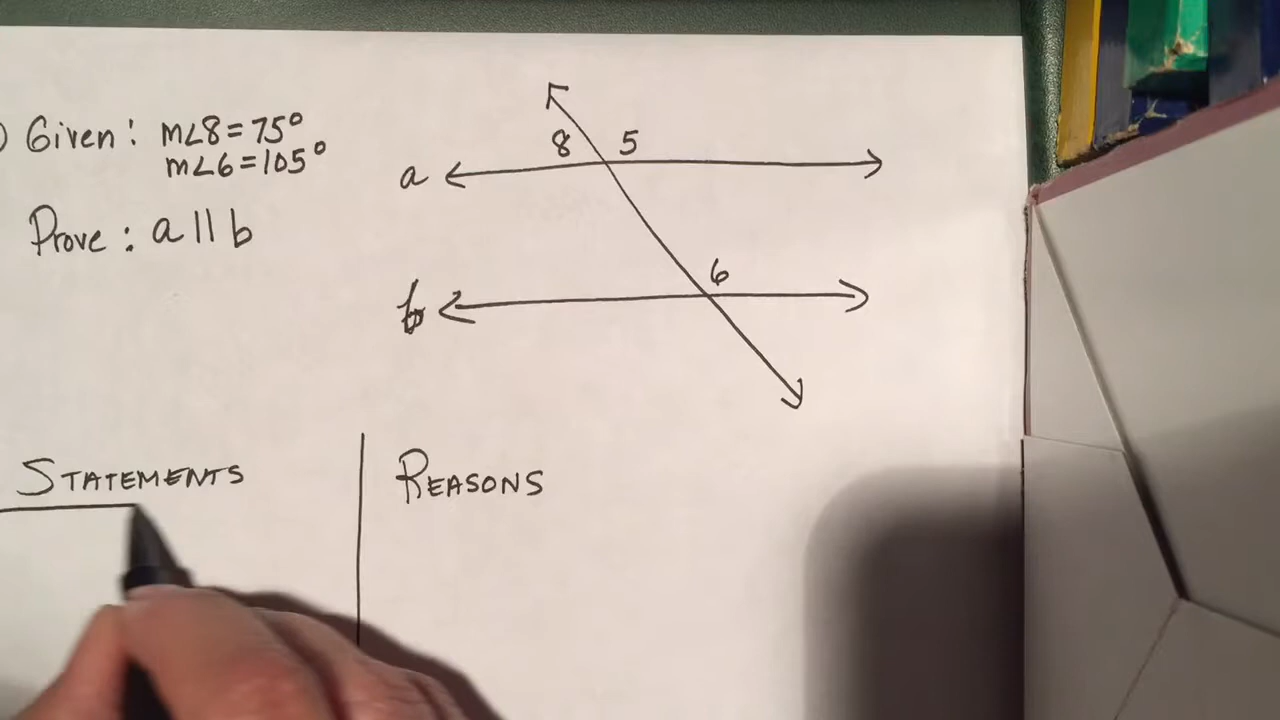 ) Given: m∠8=75°
m∠6=105°
Prove: a || b
8 5
a
6
b
STATEMENTS
REASONS